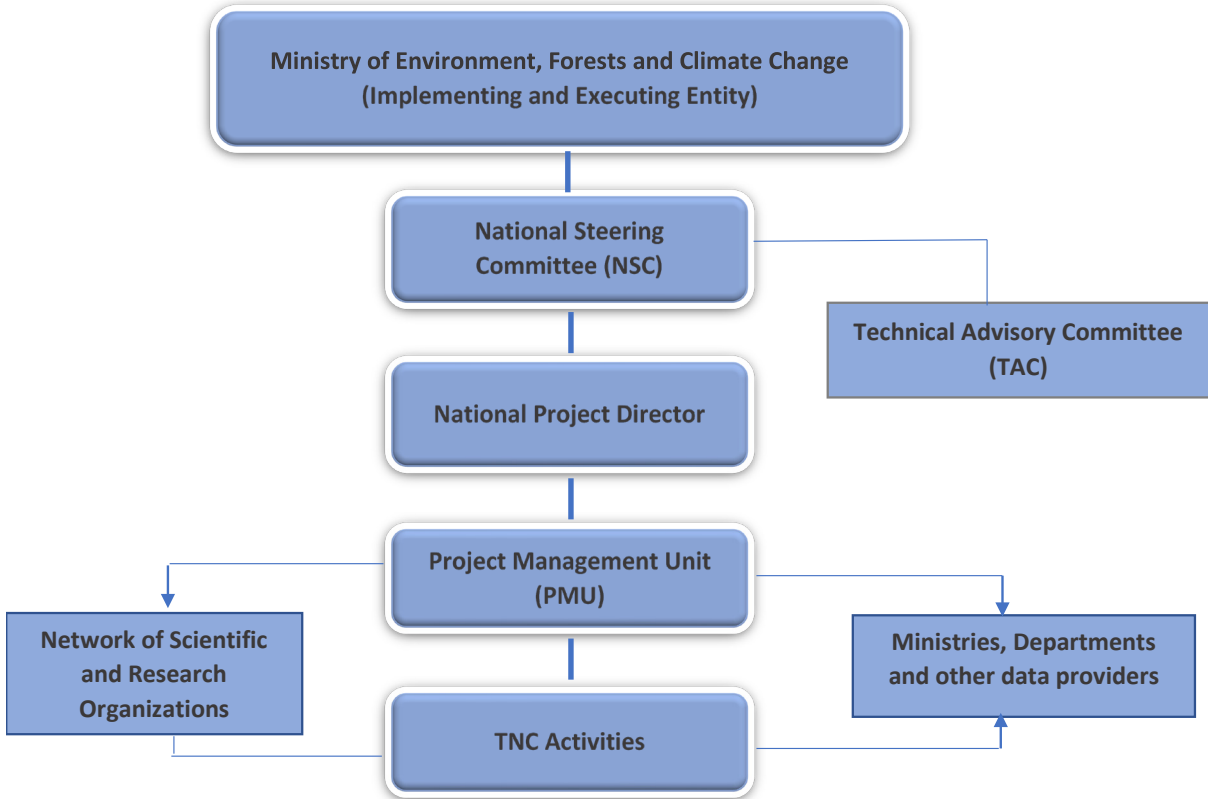 Ministry of Environment, Forests and Climate Change
(Implementing and Executing Entity)
National Steering
Committee (NSC)
Technical Advisory Committee
(TAC)
National Project Director
Project Management Unit
(PMU)
Network of Scientific
and Research
Organizations
Ministries, Departments
and other data providers
TNC Activities